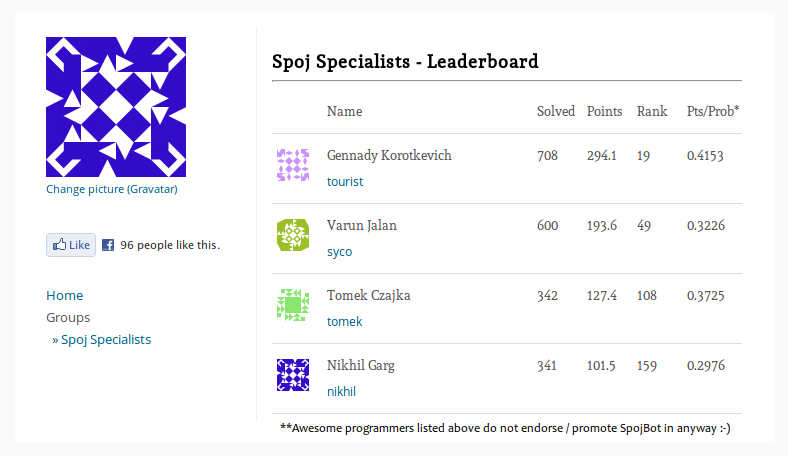 Change picture (Gravatar)
Like
96 people like this.
Home
Groups
» Spoj Specialists
Spoj Specialists - Leaderboard
Name Solved Points Rank Pts/Prob*
Gennady Korotkevich 708 294.1 19 0.4153
tourist
Varun Jalan 600 193.6 49 0.3226
syco
Tomek Czajka 342 127.4 108 0.3725
tomek
Nikhil Garg 341 101.5 159 0.2976
nikhil
**Awesome programmers listed above do not endorse / promote SpojBot in anyway :-)